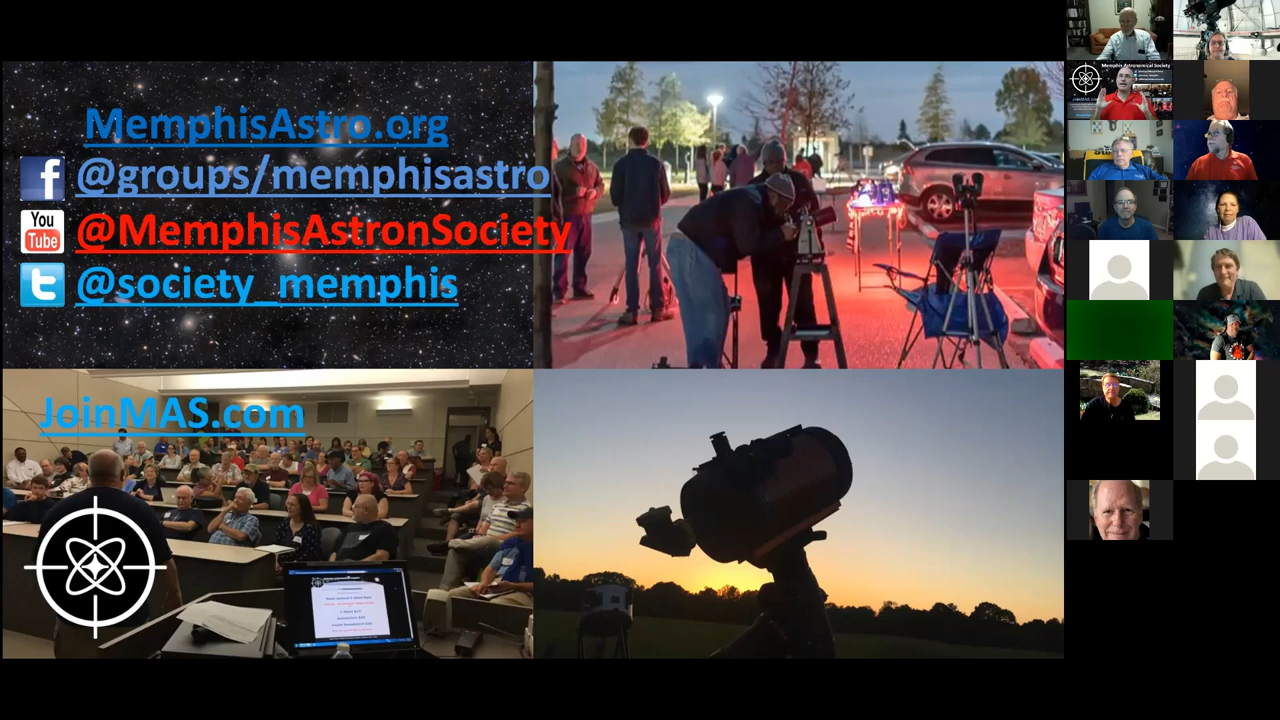 MemphisAstro.org
f
@groups/memphisastro
You
Tube
@MemphisAstronSociety
t
@society_memphis
JoinMAS.com
Memphis Astronomical Society